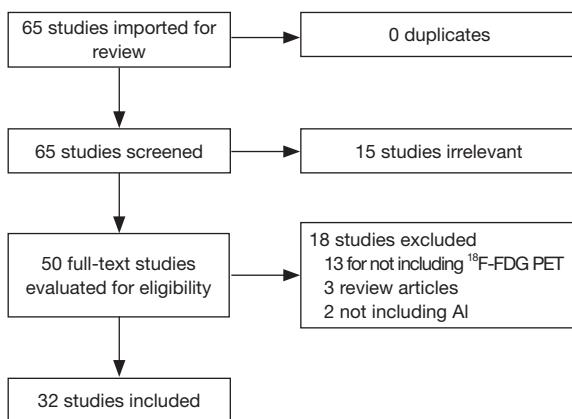 65 studies imported for
review
0 duplicates
65 studies screened
15 studies irrelevant
50 full-text studies
evaluated for eligibility
18 studies excluded
13 for not including ¹⁸F-FDG PET
3 review articles
2 not including AI
32 studies included